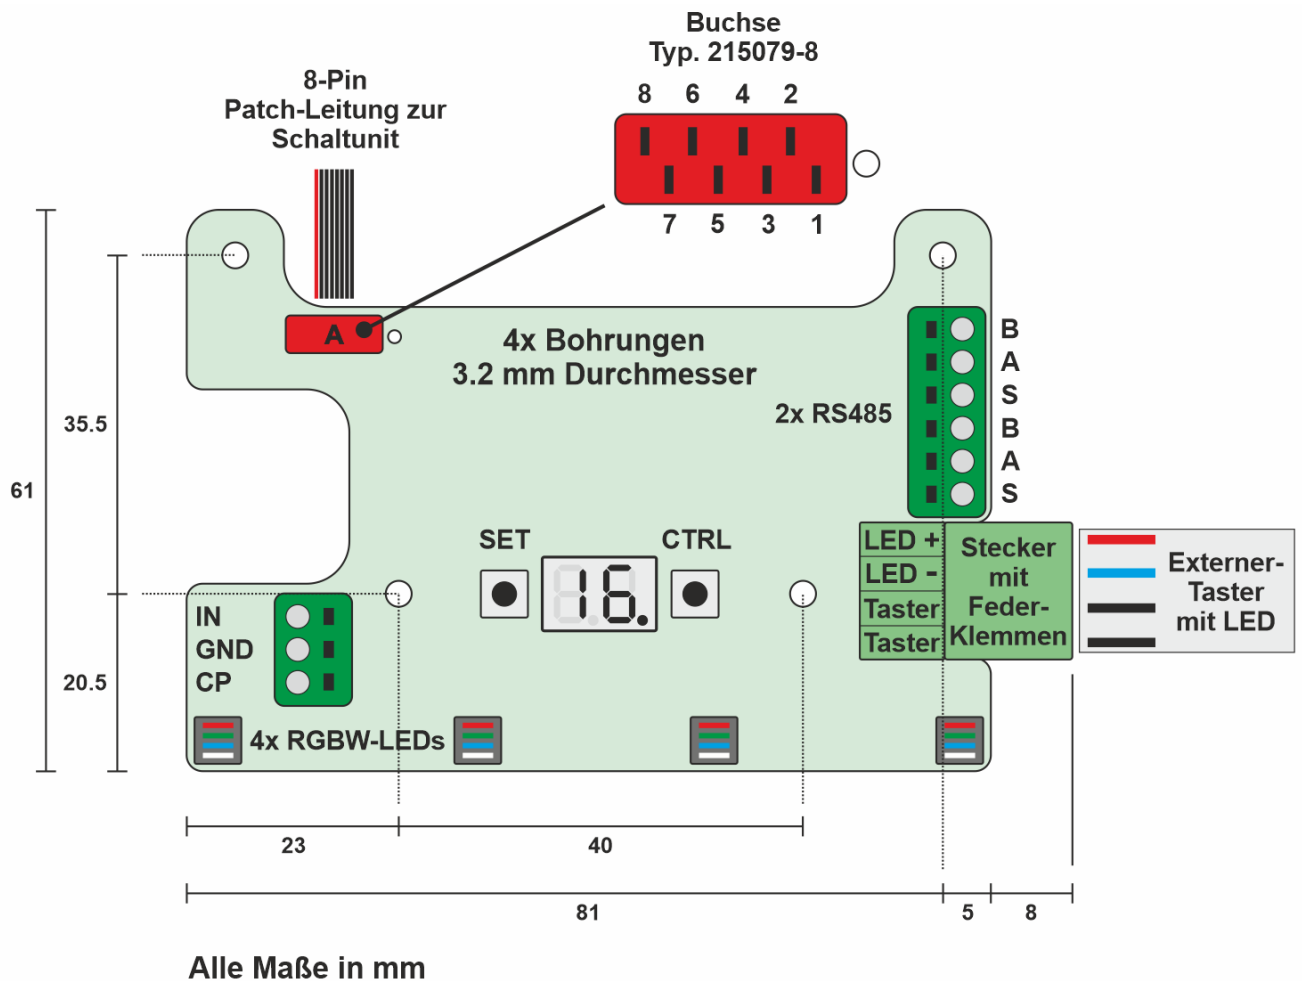 Buchse
Typ. 215079-8
8 6 4 2
7 5 3 1
8-Pin
Patch-Leitung zur
Schaltunit
A
4x Bohrungen
3.2 mm Durchmesser
2x RS485
B
A
S
B
A
S
35.5
61
20.5
SET
16.
CTRL
LED +
LED -
Taster
Taster
Stecker
mit
Feder-
Klemmen
Externer-
Taster
mit LED
IN
GND
CP
4x RGBW-LEDs
23
40
81
5
8
Alle Maße in mm